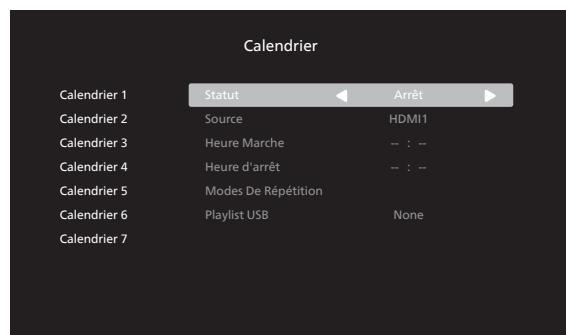 Calendrier
Calendrier 1 Statut Arrêt
Calendrier 2 Source HDMI1
Calendrier 3 Heure Marche -- : --
Calendrier 4 Heure d'arrêt -- : --
Calendrier 5 Modes De Répétition
Calendrier 6 Playlist USB None
Calendrier 7